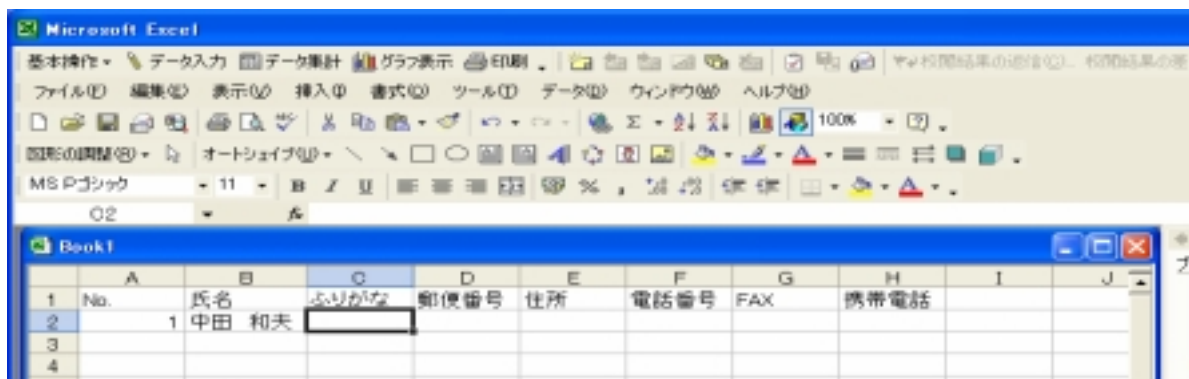 Microsoft Excel
基本操作 データ入力 データ集計 グラフ表示 印刷
ファイル(F) 編集(E) 表示(V) 挿入(I) 書式(O) ツール(T) データ(D) ウィンドウ(W) ヘルプ(H)
100%
図形の調整(R) オートシェイプ(U)
MS Pゴシック 11 B I U % ,
C2 fx
Book1
A B C D E F G H I J
1 No. 氏名 ふりがな 郵便番号 住所 電話番号 FAX 携帯電話
2 1 中田 和夫
3
4